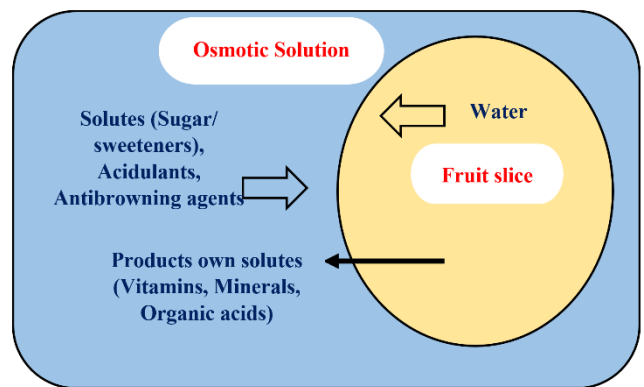 Osmotic Solution
Solutes (Sugar/
sweeteners),
Acidulants,
Antibrowning agents
Water
Fruit slice
Products own solutes
(Vitamins, Minerals,
Organic acids)